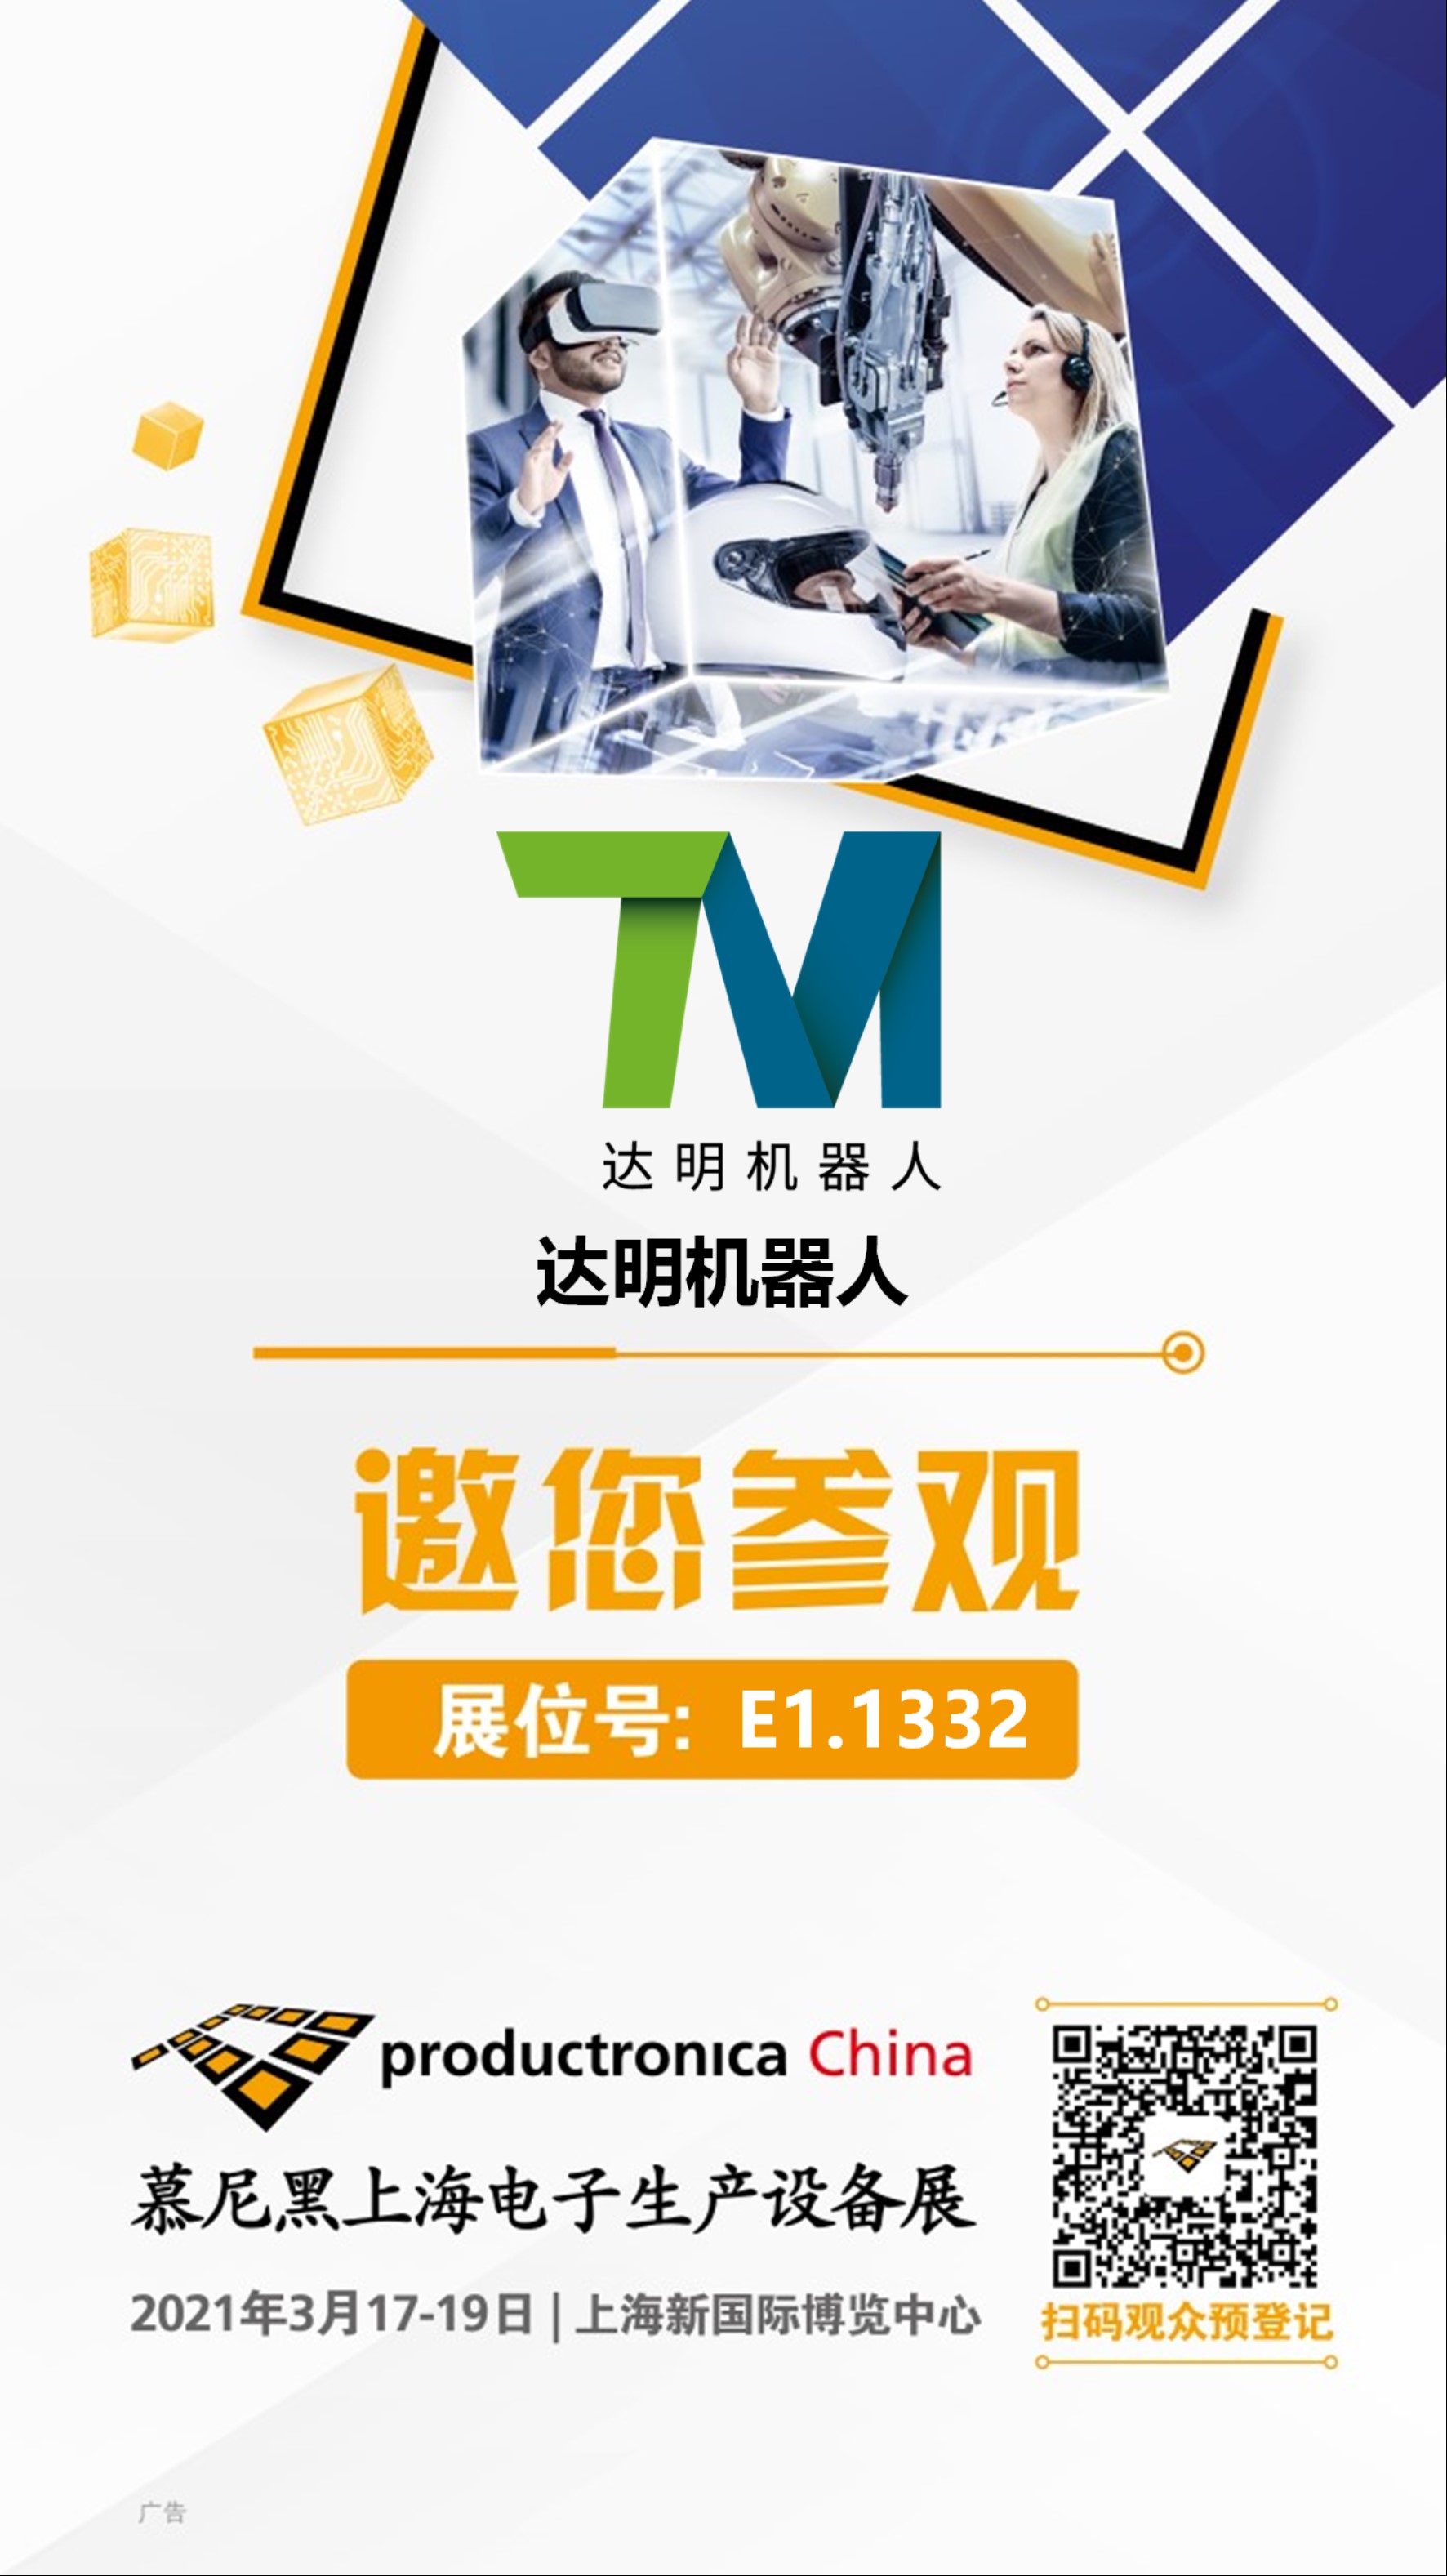 TM
达明机器人
达明机器人
邀您参观
展位号: E1.1332
productronica China
慕尼黑上海电子生产设备展
2021年3月17-19日 | 上海新国际博览中心
扫码观众预登记
广告